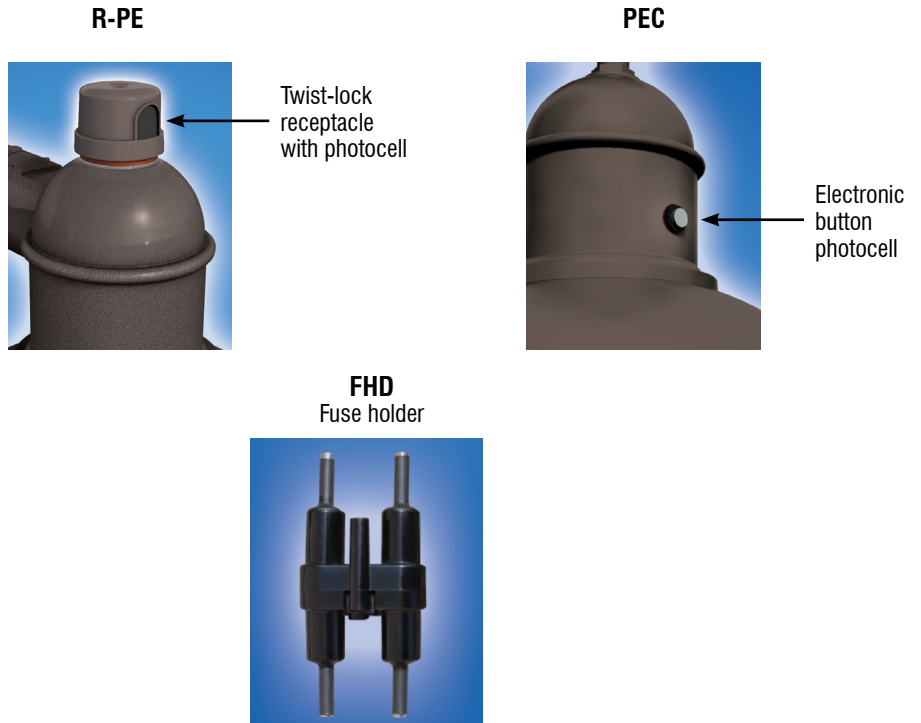 R-PE
Twist-lock
receptacle
with photocell
PEC
Electronic
button
photocell
FHD
Fuse holder